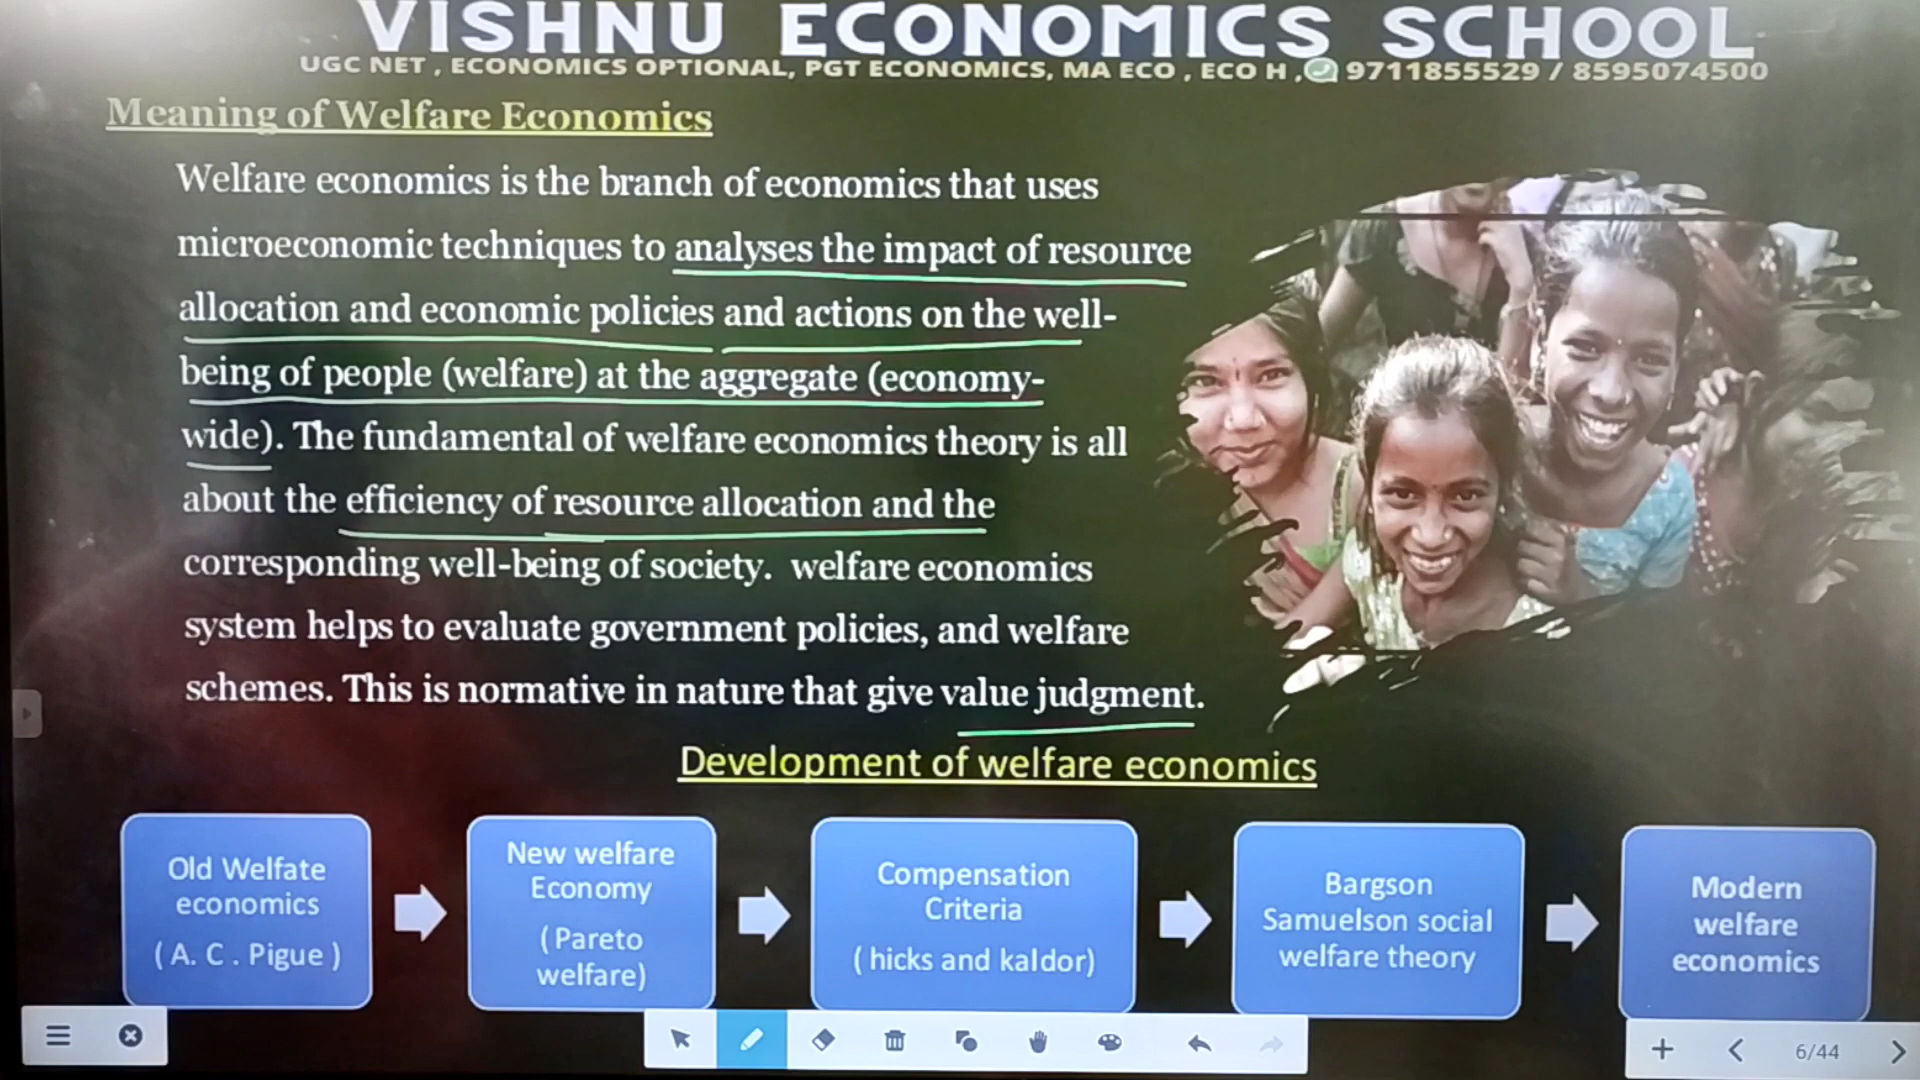 VISHNU ECONOMICS SCHOOL
UGC NET , ECONOMICS OPTIONAL, PGT ECONOMICS, MA ECO , ECO H , 9711855529 / 8595074500
Meaning of Welfare Economics
Welfare economics is the branch of economics that uses
microeconomic techniques to analyses the impact of resource
allocation and economic policies and actions on the well-
being of people (welfare) at the aggregate (economy-
wide). The fundamental of welfare economics theory is all
about the efficiency of resource allocation and the
corresponding well-being of society. welfare economics
system helps to evaluate government policies, and welfare
schemes. This is normative in nature that give value judgment.
Development of welfare economics
Old Welfate
economics
( A. C . Pigue )
New welfare
Economy
( Pareto
welfare)
Compensation
Criteria
( hicks and kaldor)
Bargson
Samuelson social
welfare theory
Modern
welfare
economics
6/44